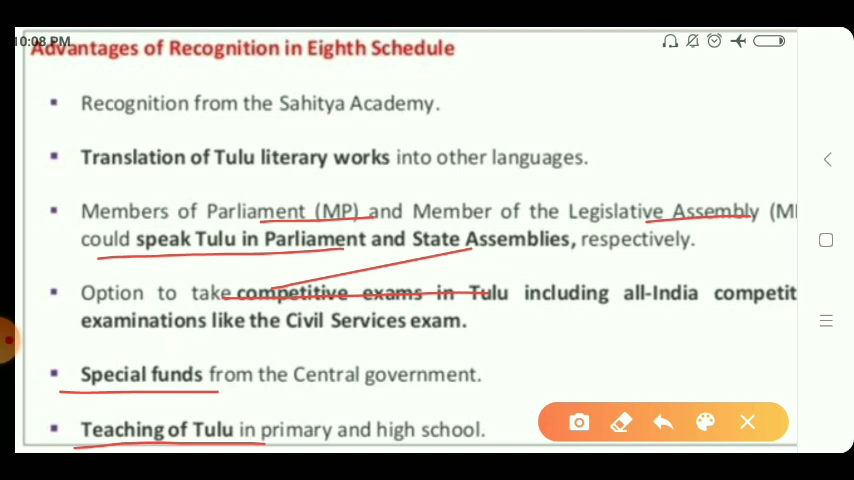 10:08 PM
Advantages of Recognition in Eighth Schedule
▪ Recognition from the Sahitya Academy.
▪ Translation of Tulu literary works into other languages.
▪ Members of Parliament (MP) and Member of the Legislative Assembly
could speak Tulu in Parliament and State Assemblies, respectively.
▪ Option to take competitive exams in Tulu including all-India
examinations like the Civil Services exam.
▪ Special funds from the Central government.
▪ Teaching of Tulu in primary and high school.